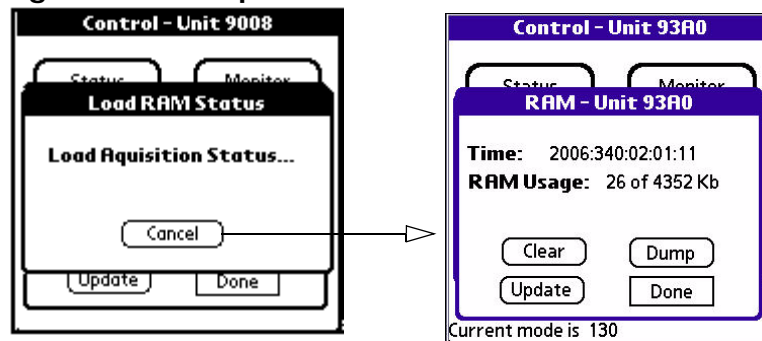 Control - Unit 9008
Status Monitor
Load RAM Status
Load Aquisition Status...
Cancel
Update Done
Control - Unit 93A0
Status Monitor
RAM - Unit 93A0
Time: 2006:340:02:01:11
RAM Usage: 26 of 4352 Kb
Clear Dump
Update Done
Current mode is 130